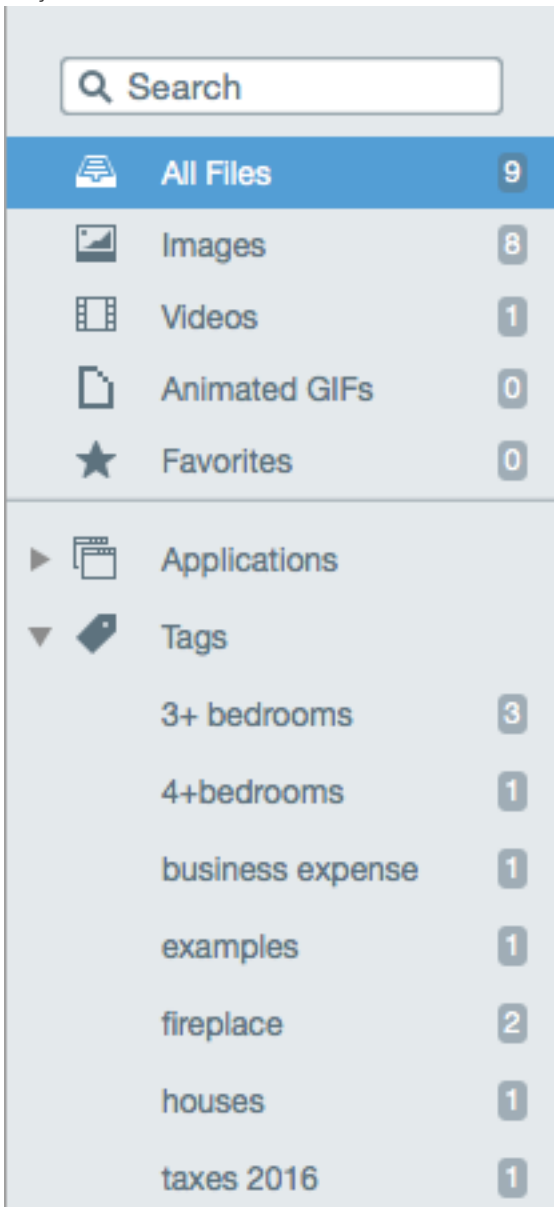 Search
All Files 9
Images 8
Videos 1
Animated GIFs 0
Favorites 0
Applications
Tags
3+ bedrooms 3
4+bedrooms 1
business expense 1
examples 1
fireplace 2
houses 1
taxes 2016 1